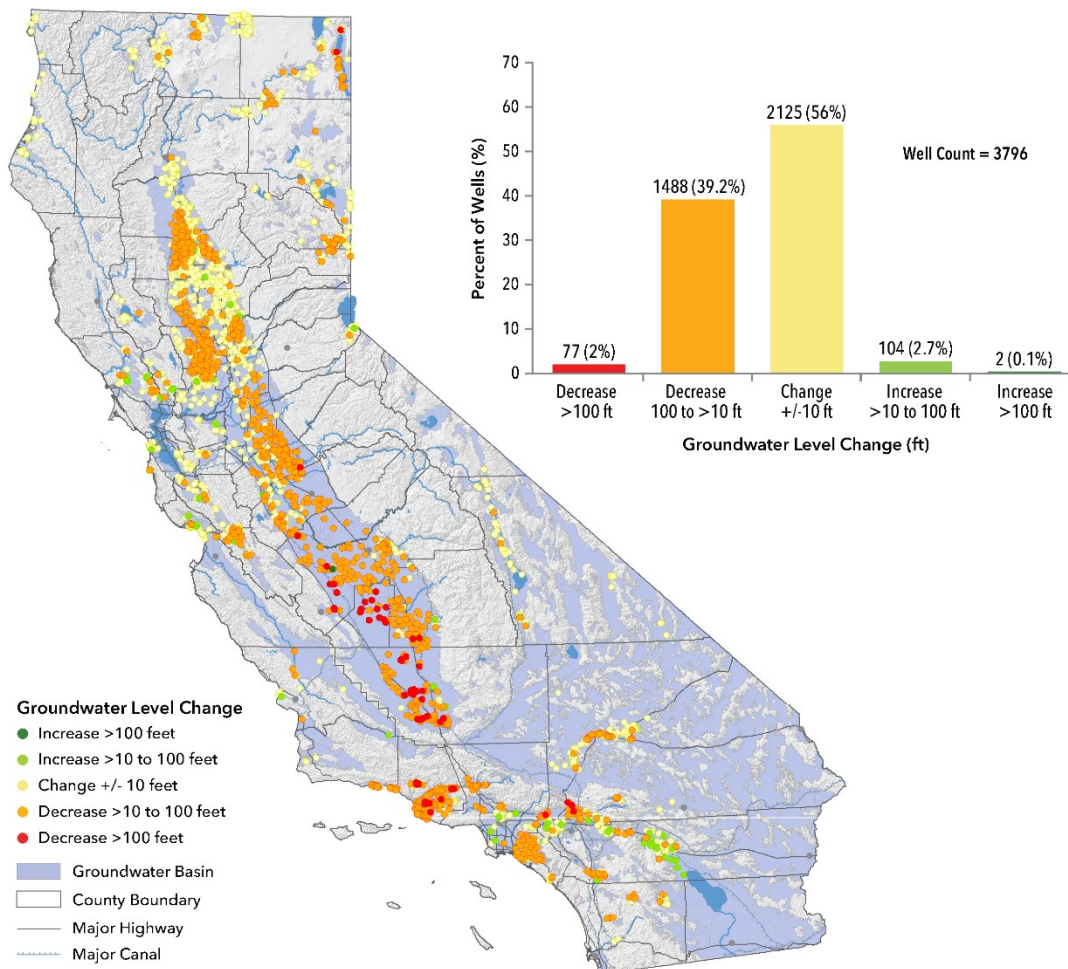 70
60
50
40
30
20
10
0
Percent of Wells (%)
77 (2%)
1488 (39.2%)
2125 (56%)
104 (2.7%)
2 (0.1%)
Well Count = 3796
Decrease
>100 ft
Decrease
100 to >10 ft
Change
+/-10 ft
Increase
>10 to 100 ft
Increase
>100 ft
Groundwater Level Change (ft)
Groundwater Level Change
Increase >100 feet
Increase >10 to 100 feet
Change +/- 10 feet
Decrease >10 to 100 feet
Decrease >100 feet
Groundwater Basin
County Boundary
Major Highway
Major Canal